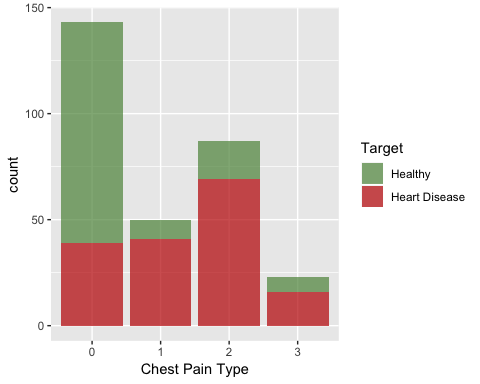 150
100
50
0
count
0 1 2 3
Chest Pain Type
Target
Healthy
Heart Disease